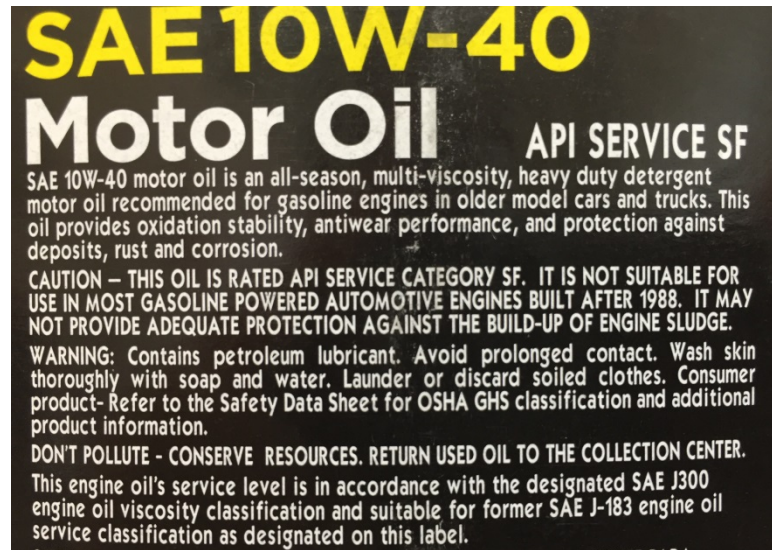 SAE 10W-40
Motor Oil API SERVICE SF
SAE 10W-40 motor oil is an all-season, multi-viscosity, heavy duty detergent
motor oil recommended for gasoline engines in older model cars and trucks. This
oil provides oxidation stability, antiwear performance, and protection against
deposits, rust and corrosion.
CAUTION – THIS OIL IS RATED API SERVICE CATEGORY SF. IT IS NOT SUITABLE FOR
USE IN MOST GASOLINE POWERED AUTOMOTIVE ENGINES BUILT AFTER 1988. IT MAY
NOT PROVIDE ADEQUATE PROTECTION AGAINST THE BUILD-UP OF ENGINE SLUDGE.
WARNING: Contains petroleum lubricant. Avoid prolonged contact. Wash skin
thoroughly with soap and water. Launder or discard soiled clothes. Consumer
product- Refer to the Safety Data Sheet for OSHA GHS classification and additional
product information.
DON'T POLLUTE - CONSERVE RESOURCES. RETURN USED OIL TO THE COLLECTION CENTER.
This engine oil's service level is in accordance with the designated SAE J300
engine oil viscosity classification and suitable for former SAE J-183 engine oil
service classification as designated on this label.